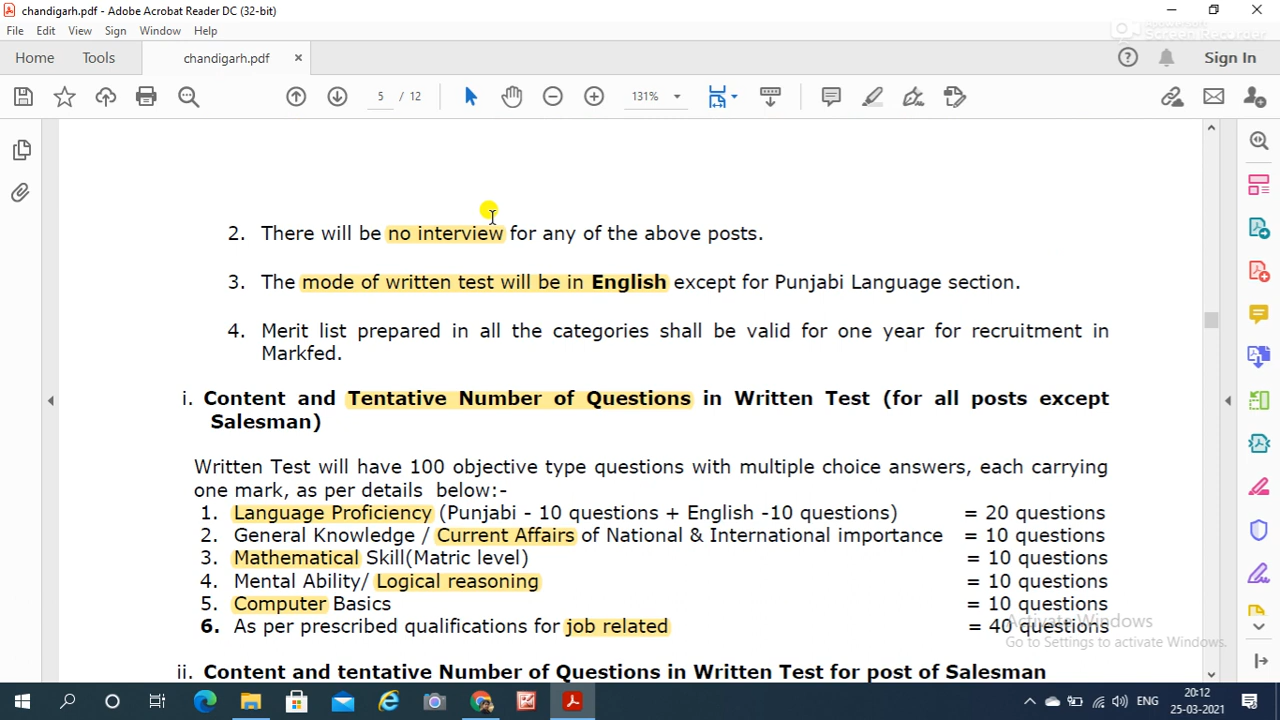 chandigarh.pdf - Adobe Acrobat Reader DC (32-bit)
File Edit View Sign Window Help
Home Tools chandigarh.pdf × Sign In
5 / 12 131%
2. There will be no interview for any of the above posts.
3. The mode of written test will be in English except for Punjabi Language section.
4. Merit list prepared in all the categories shall be valid for one year for recruitment in
Markfed.
i. Content and Tentative Number of Questions in Written Test (for all posts except
Salesman)
Written Test will have 100 objective type questions with multiple choice answers, each carrying
one mark, as per details below:-
1. Language Proficiency (Punjabi - 10 questions + English -10 questions) = 20 questions
2. General Knowledge / Current Affairs of National & International importance = 10 questions
3. Mathematical Skill(Matric level) = 10 questions
4. Mental Ability/ Logical reasoning = 10 questions
5. Computer Basics = 10 questions
6. As per prescribed qualifications for job related = 40 questions
Activate Windows
Go to Settings to activate Windows.
ii. Content and tentative Number of Questions in Written Test for post of Salesman
ENG
20:12
25-03-2021